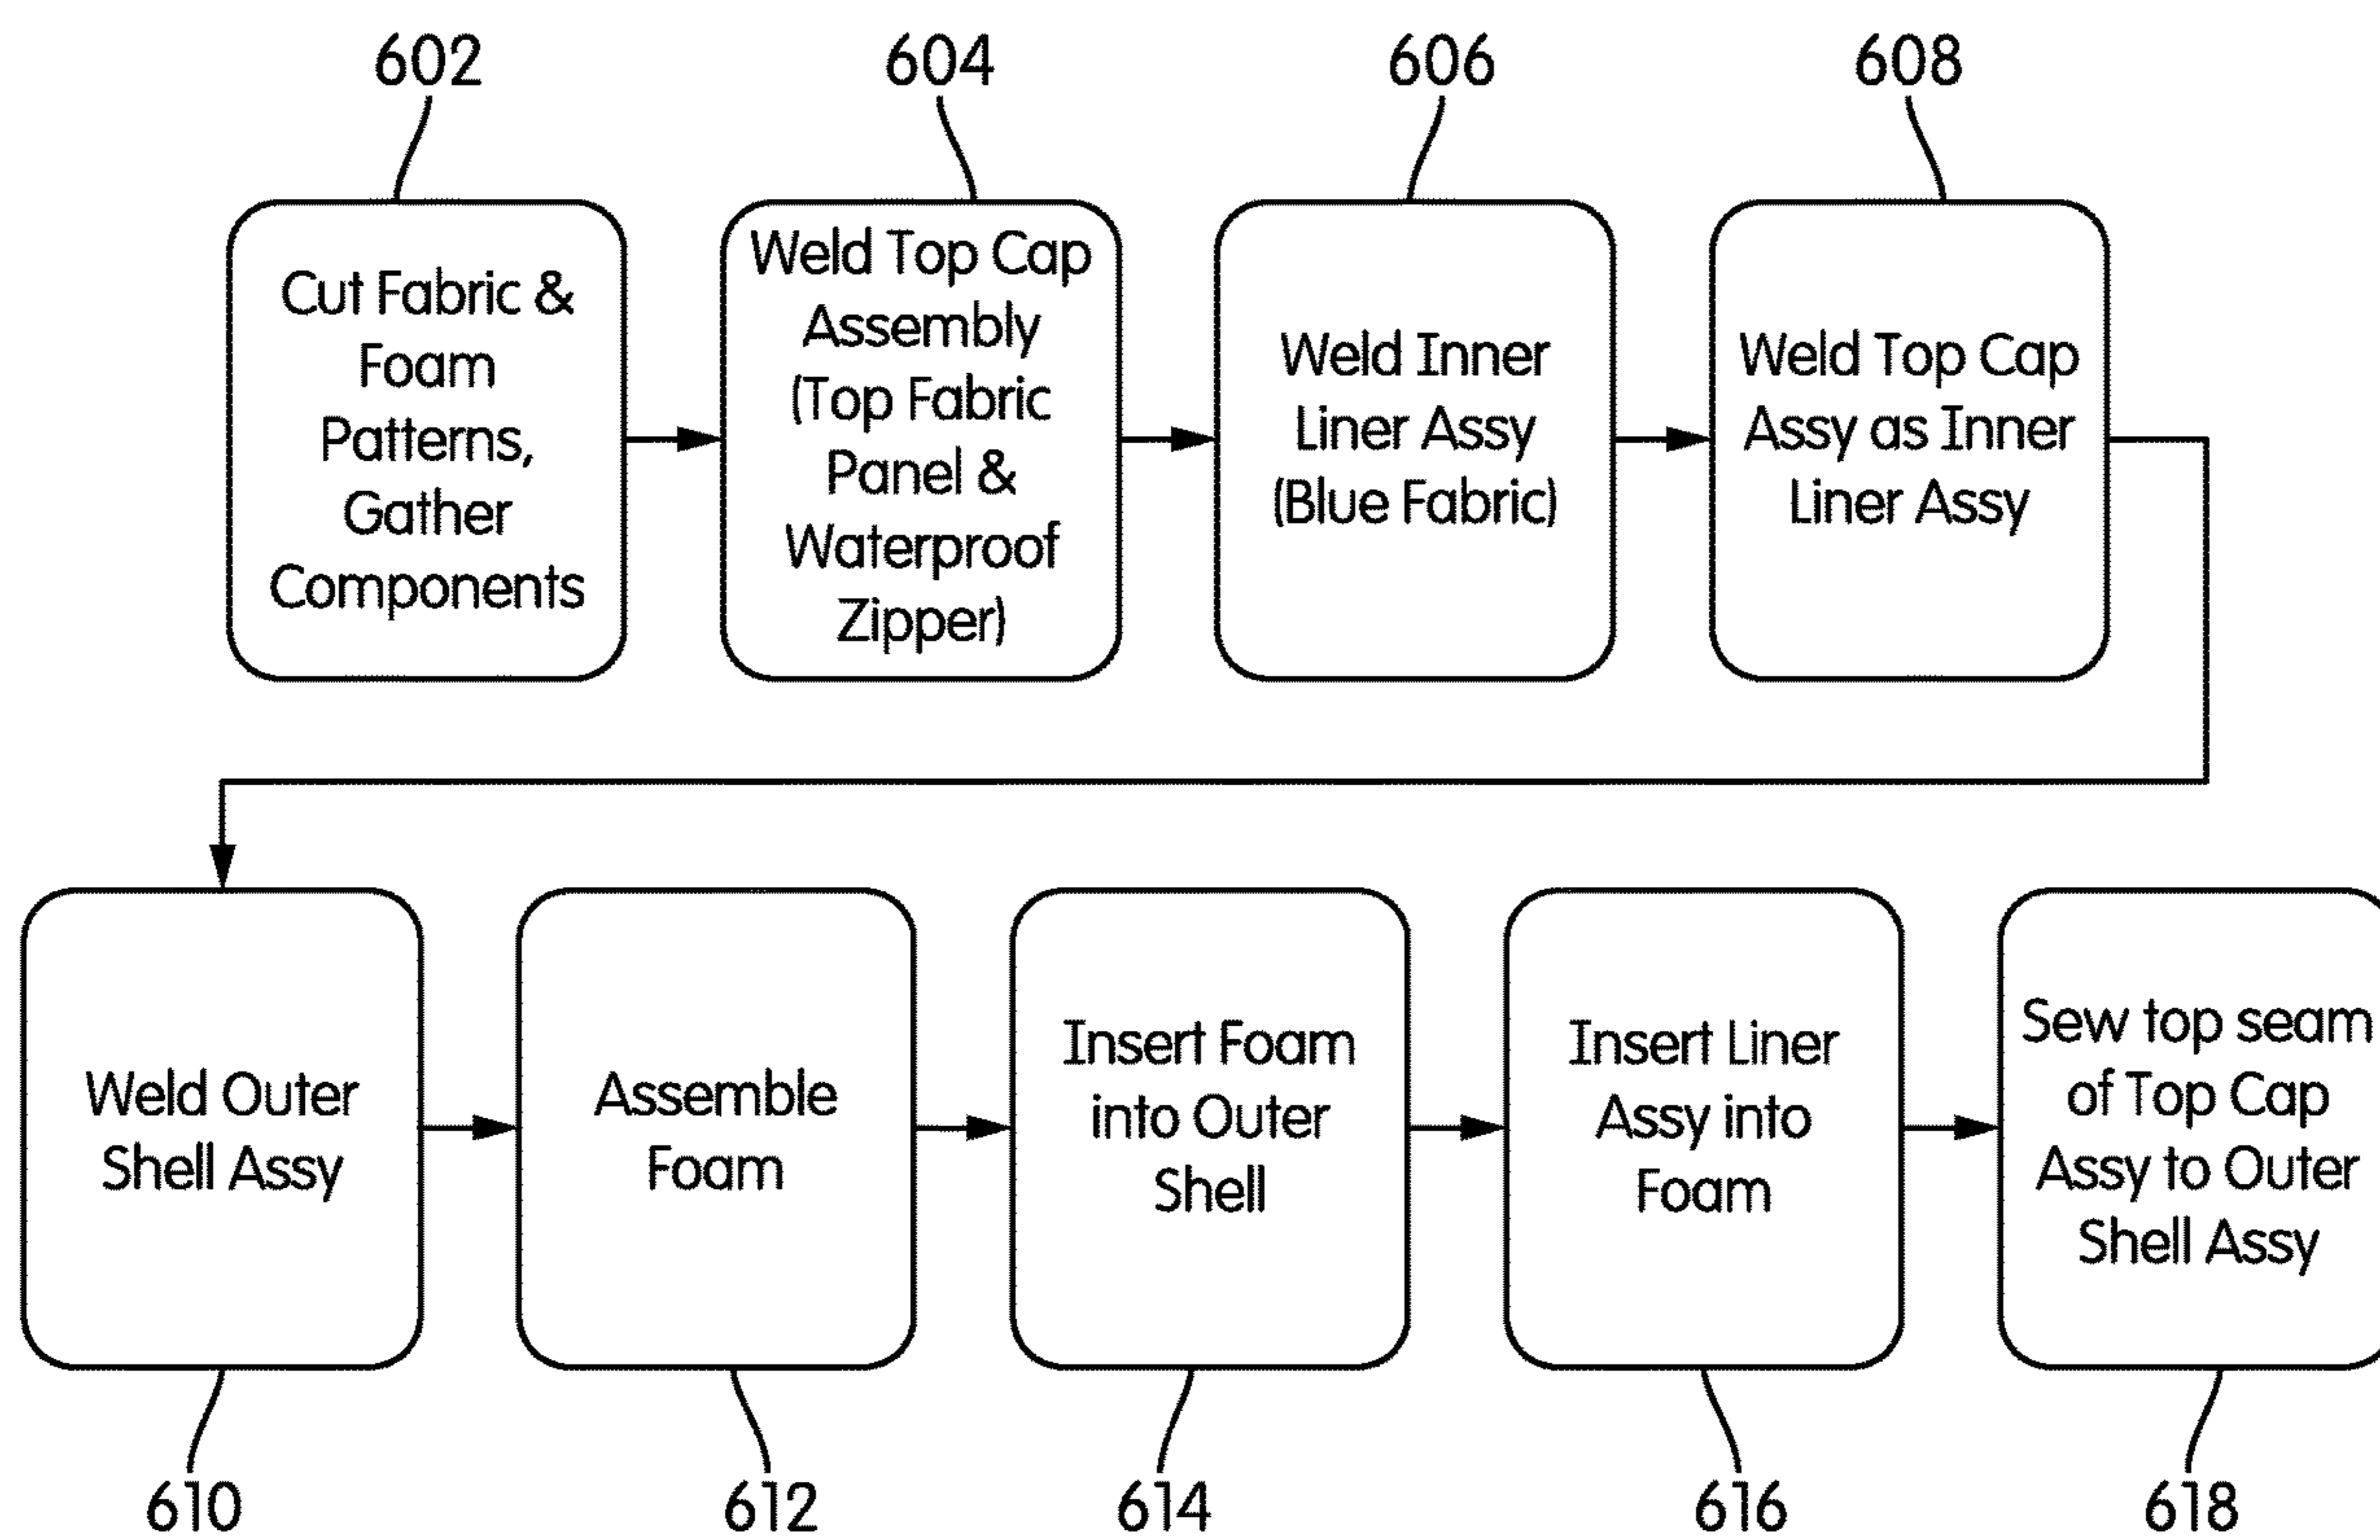 602
604
606
608
Cut Fabric &
Foam
Patterns,
Gather
Components
Weld Top Cap
Assembly
(Top Fabric
Panel &
Waterproof
Zipper)
Weld Inner
Liner Assy
(Blue Fabric)
Weld Top Cap
Assy as Inner
Liner Assy
Weld Outer
Shell Assy
Assemble
Foam
Insert Foam
into Outer
Shell
Insert Liner
Assy into
Foam
Sew top seam
of Top Cap
Assy to Outer
Shell Assy
610
612
614
616
618